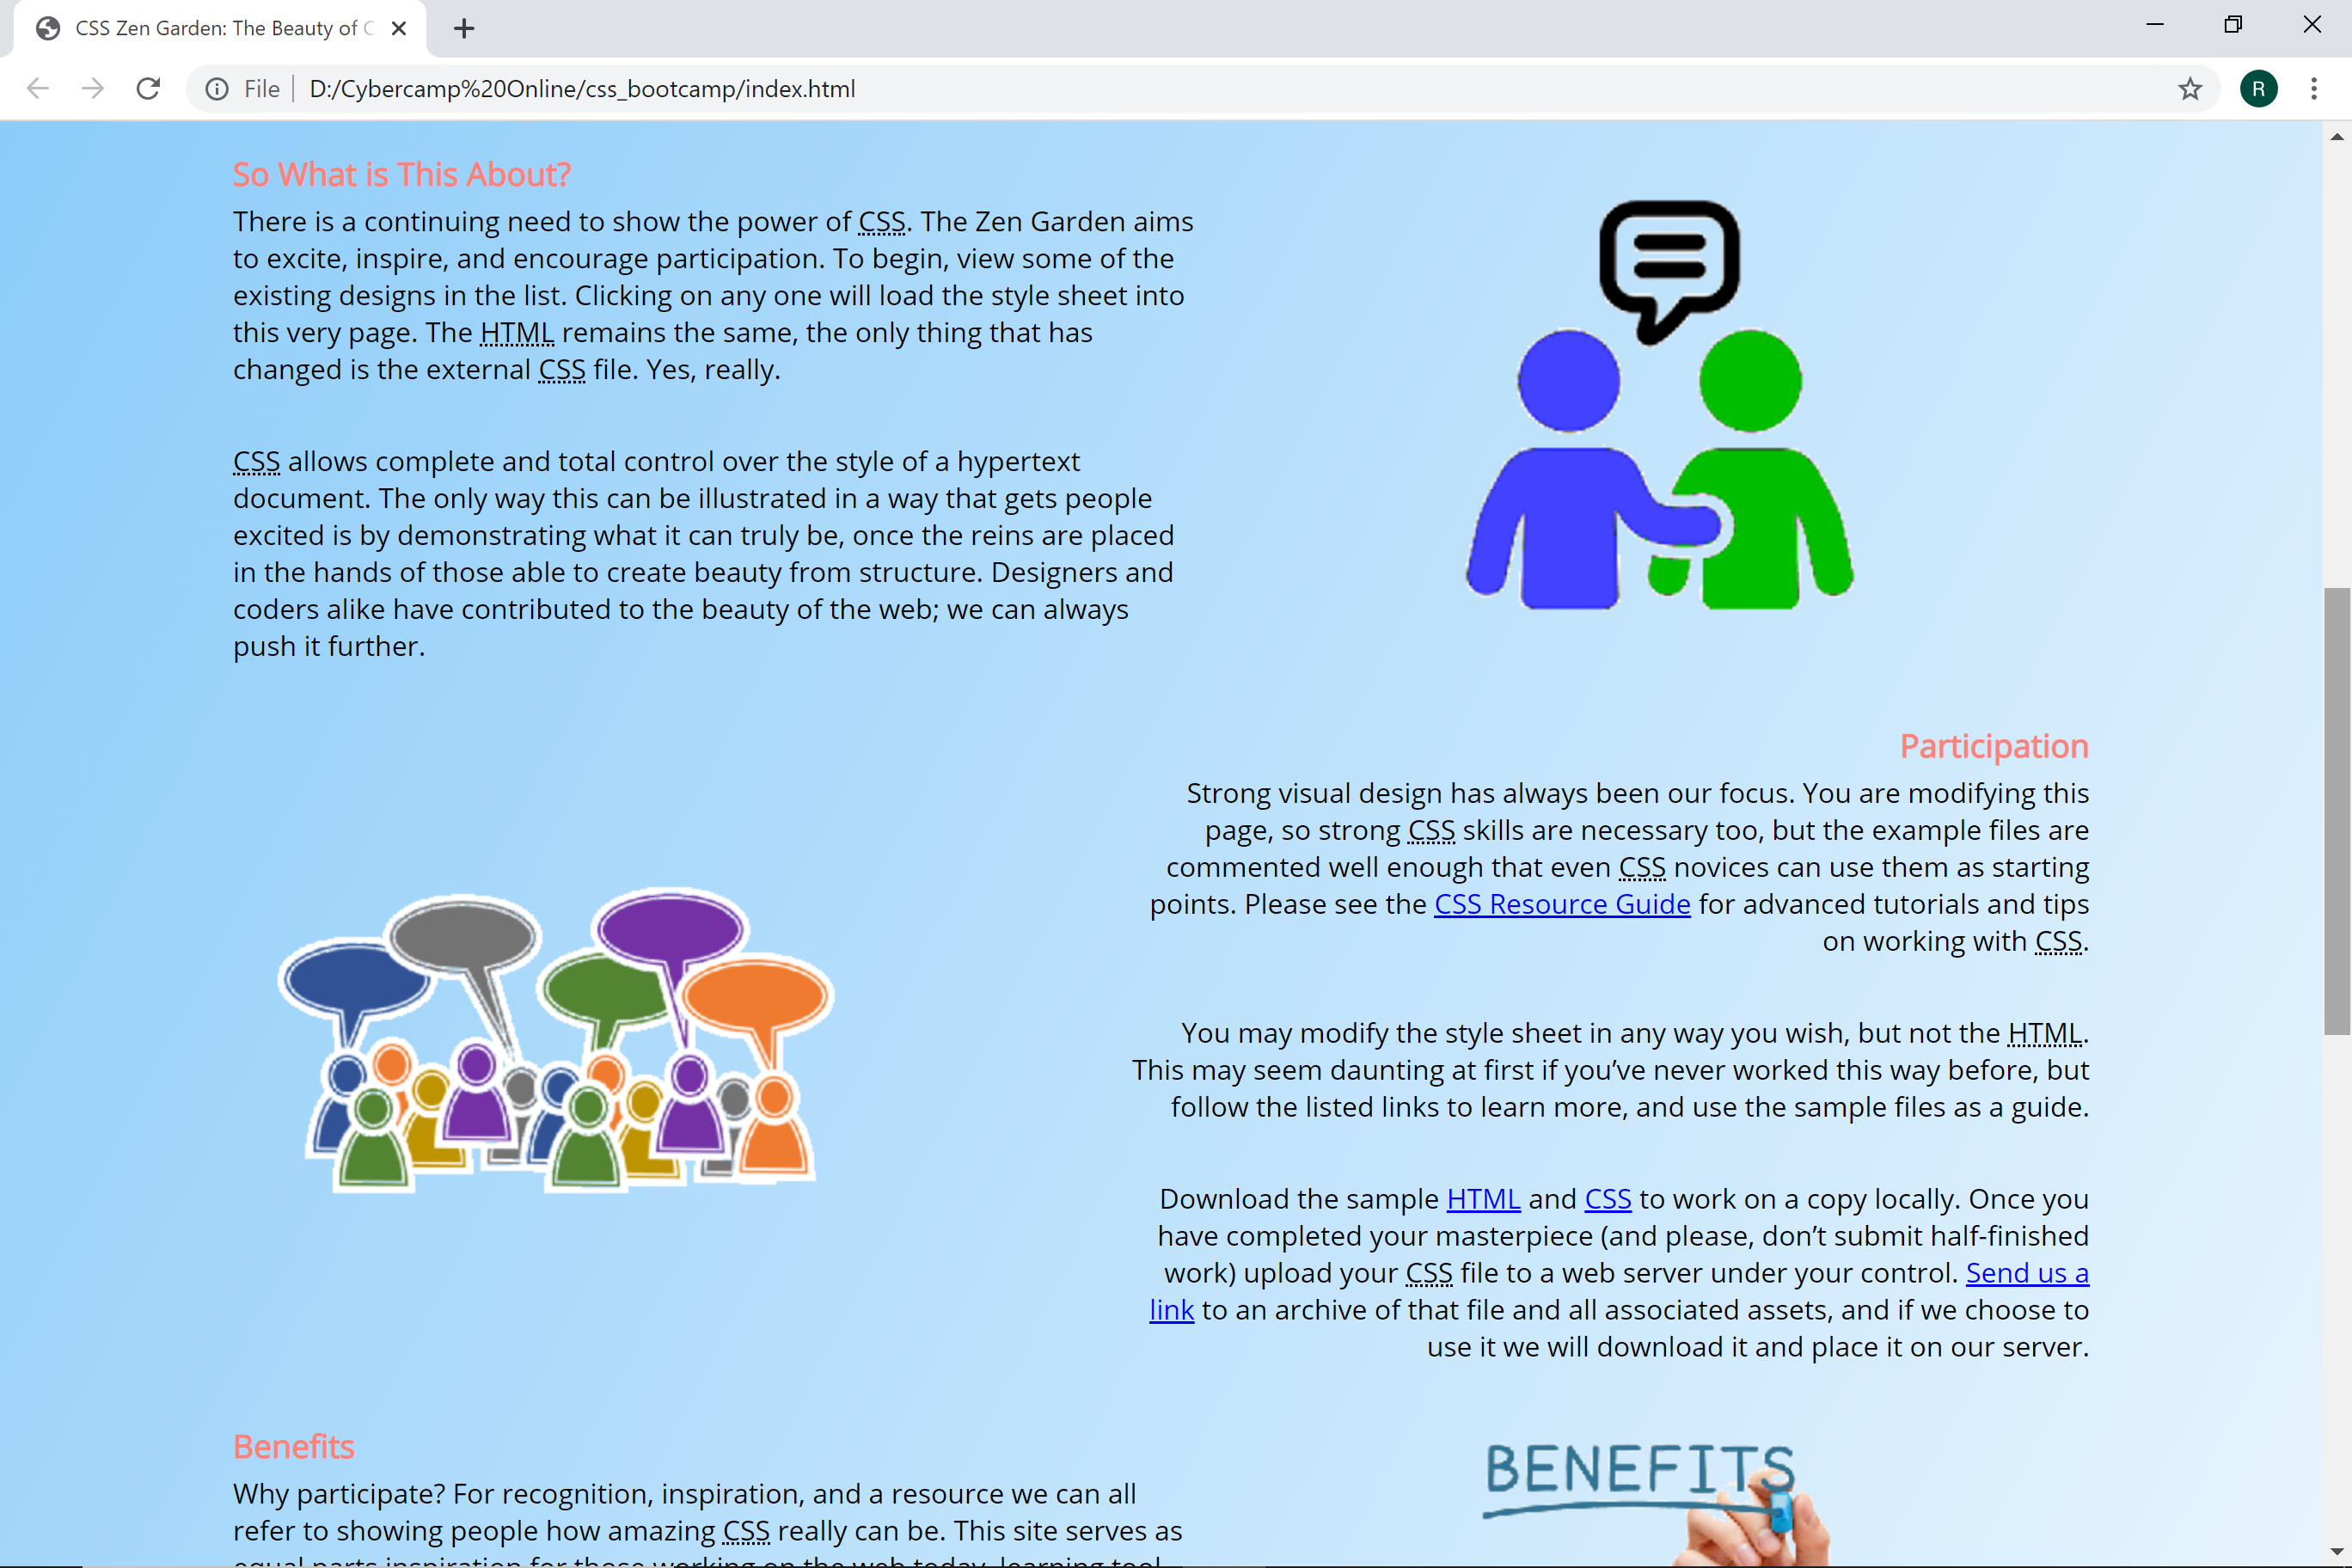 CSS Zen Garden: The Beauty of C
File
D:/Cybercamp%20Online/css_bootcamp/index.html
R
So What is This About?
There is a continuing need to show the power of CSS. The Zen Garden aims
to excite, inspire, and encourage participation. To begin, view some of the
existing designs in the list. Clicking on any one will load the style sheet into
this very page. The HTML remains the same, the only thing that has
changed is the external CSS file. Yes, really.
CSS allows complete and total control over the style of a hypertext
document. The only way this can be illustrated in a way that gets people
excited is by demonstrating what it can truly be, once the reins are placed
in the hands of those able to create beauty from structure. Designers and
coders alike have contributed to the beauty of the web; we can always
push it further.
Participation
Strong visual design has always been our focus. You are modifying this
page, so strong CSS skills are necessary too, but the example files are
commented well enough that even CSS novices can use them as starting
points. Please see the CSS Resource Guide for advanced tutorials and tips
on working with CSS.
You may modify the style sheet in any way you wish, but not the HTML.
This may seem daunting at first if you’ve never worked this way before, but
follow the listed links to learn more, and use the sample files as a guide.
Download the sample HTML and CSS to work on a copy locally. Once you
have completed your masterpiece (and please, don’t submit half-finished
work) upload your CSS file to a web server under your control. Send us a
link to an archive of that file and all associated assets, and if we choose to
use it we will download it and place it on our server.
Benefits
BENEFITS
Why participate? For recognition, inspiration, and a resource we can all
refer to showing people how amazing CSS really can be. This site serves as
equal parts inspiration for those working on the web today, learning tool